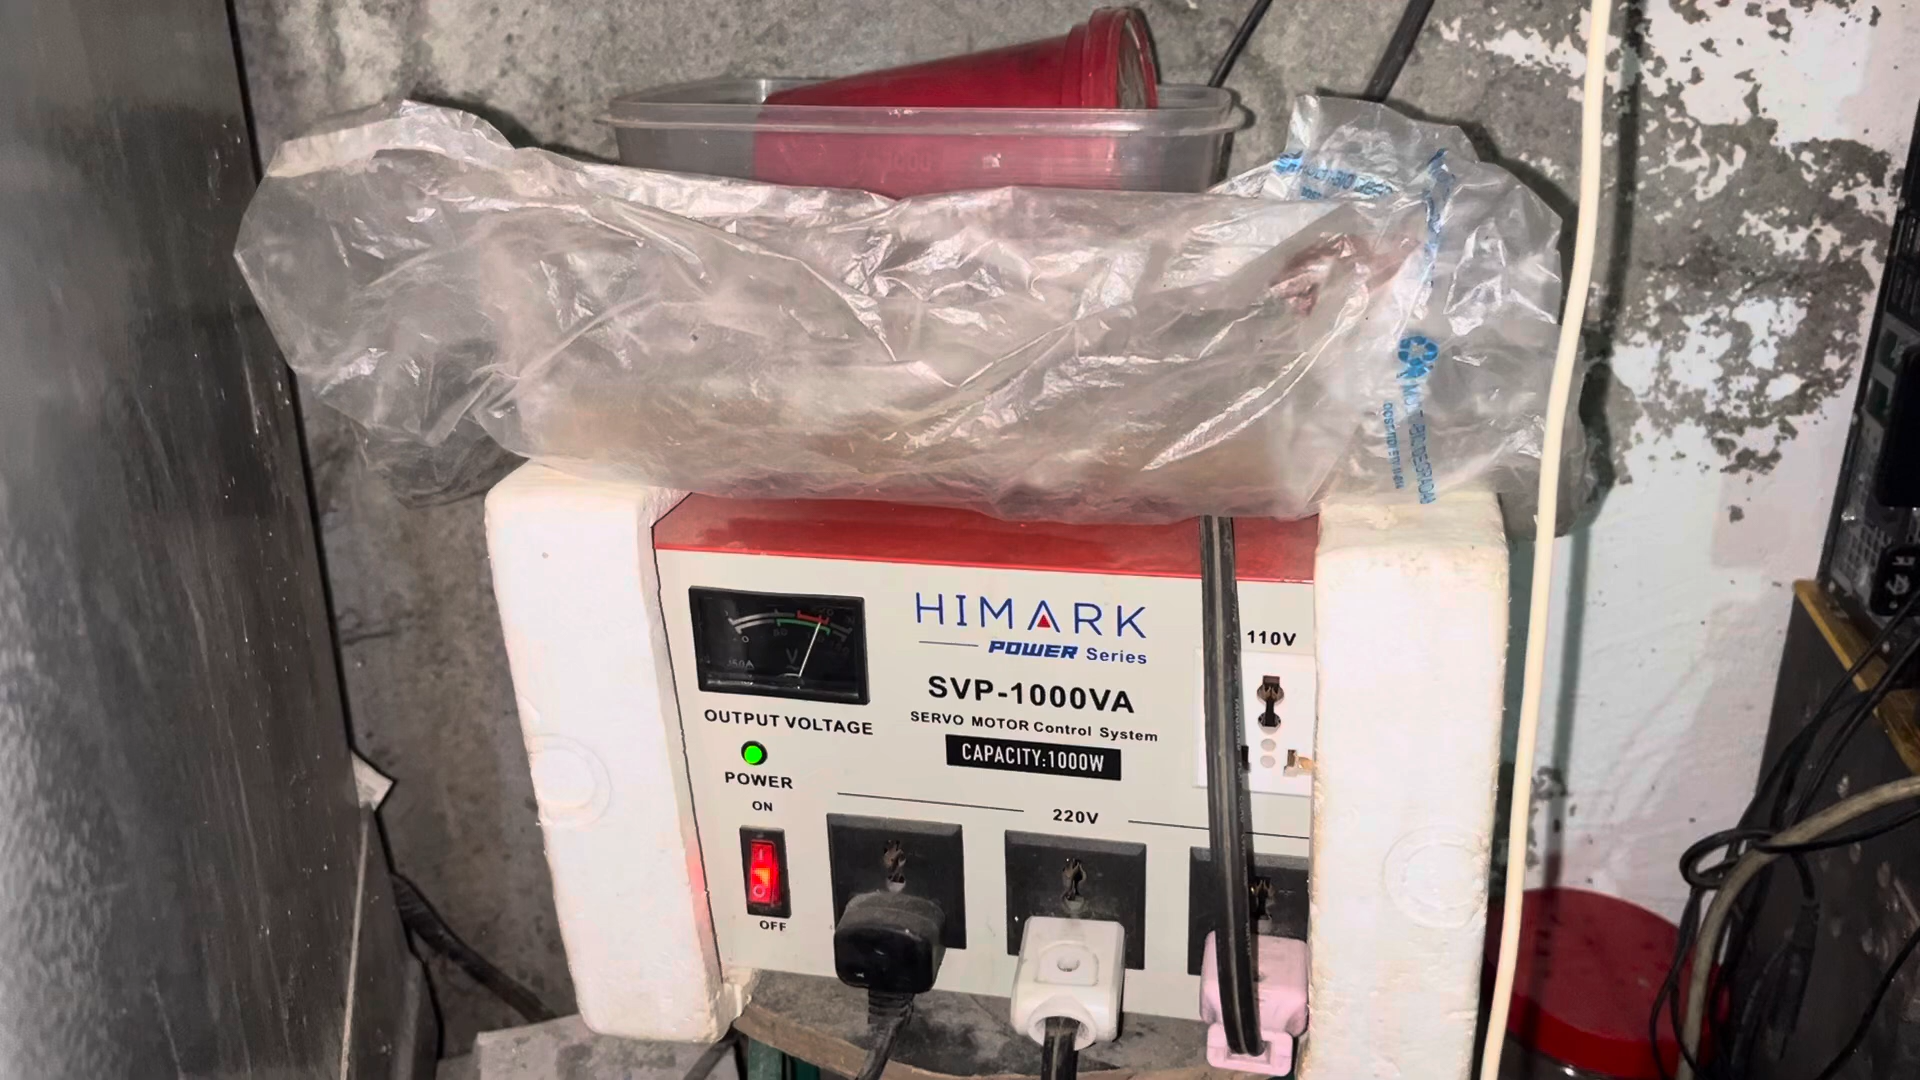 HIMARK
POWER Series
SVP-1000VA
SERVO MOTOR Control System
CAPACITY:1000W
OUTPUT VOLTAGE
POWER
ON
OFF
110V
220V
V